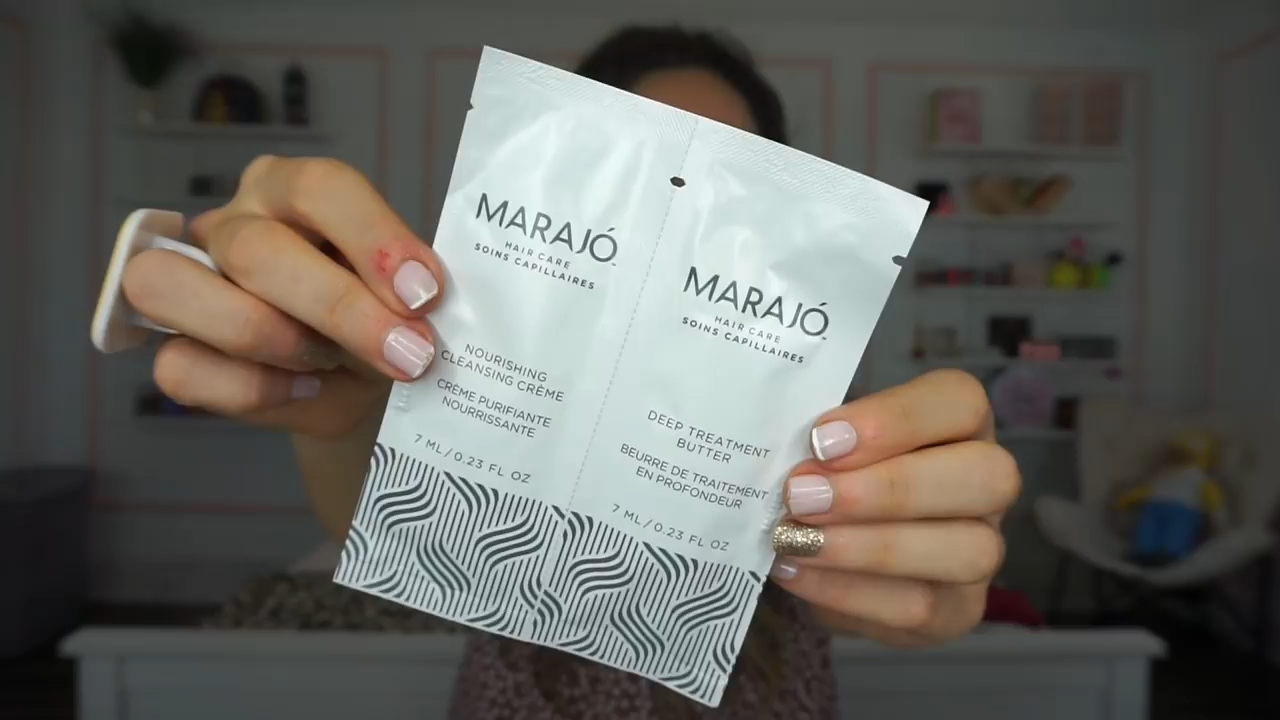 MARAJÓ
HAIR CARE
SOINS CAPILLAIRES
NOURISHING
CLEANSING CRÈME
CRÈME PURIFIANTE
NOURRISSANTE
7 ML/0.23 FL OZ
MARAJÓ
HAIR CARE
SOINS CAPILLAIRES
DEEP TREATMENT
BUTTER
BEURRE DE TRAITEMENT
EN PROFONDEUR
7 ML/0.23 FL OZ